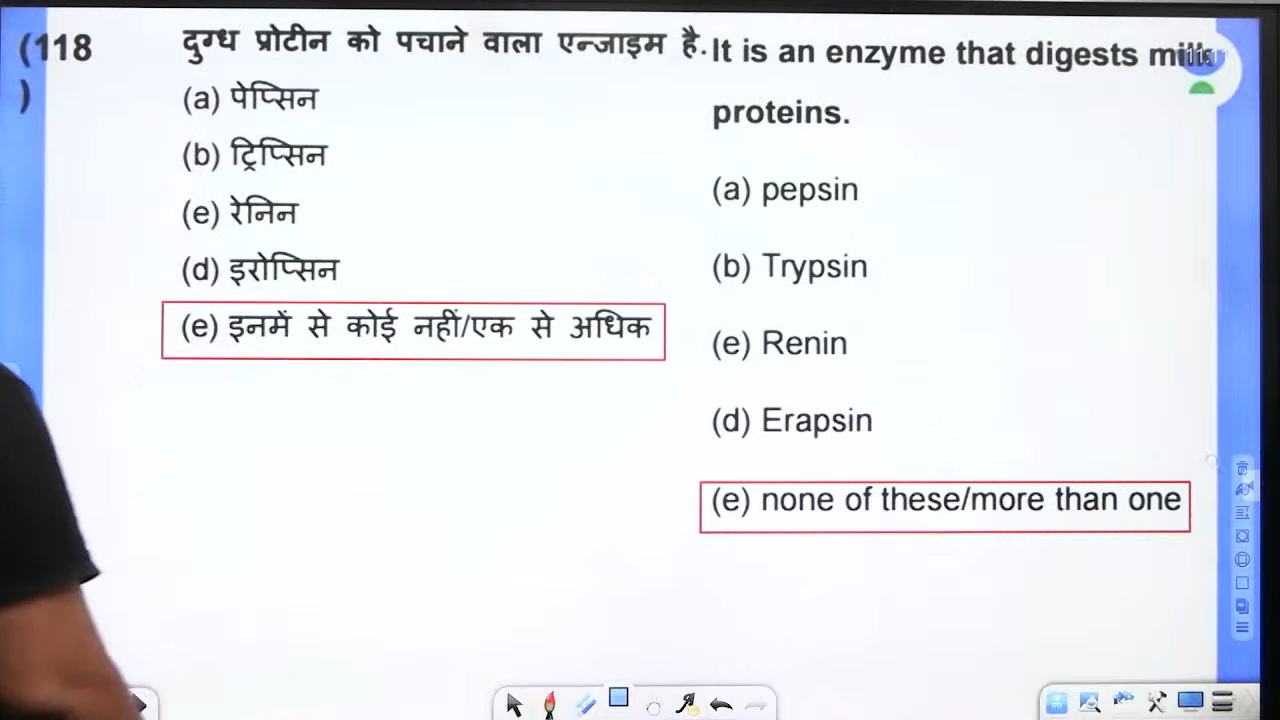 (118
)
दुग्ध प्रोटीन को पचाने वाला एन्जाइम है.
(a) पेप्सिन
(b) ट्रिप्सिन
(e) रेनिन
(d) इरोप्सिन
(e) इनमें से कोई नहीं/एक से अधिक
It is an enzyme that digests milk
proteins.
(a) pepsin
(b) Trypsin
(e) Renin
(d) Erapsin
(e) none of these/more than one